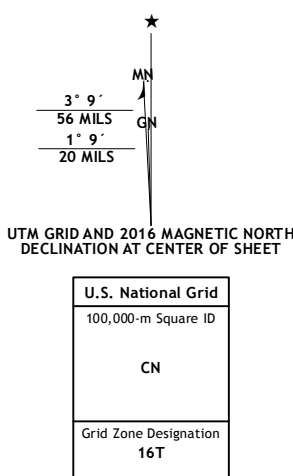 MN
3° 9´
56 MILS
GN
1° 9´
20 MILS
UTM GRID AND 2016 MAGNETIC NORTH
DECLINATION AT CENTER OF SHEET
U.S. National Grid
100,000-m Square ID
CN
Grid Zone Designation
16T